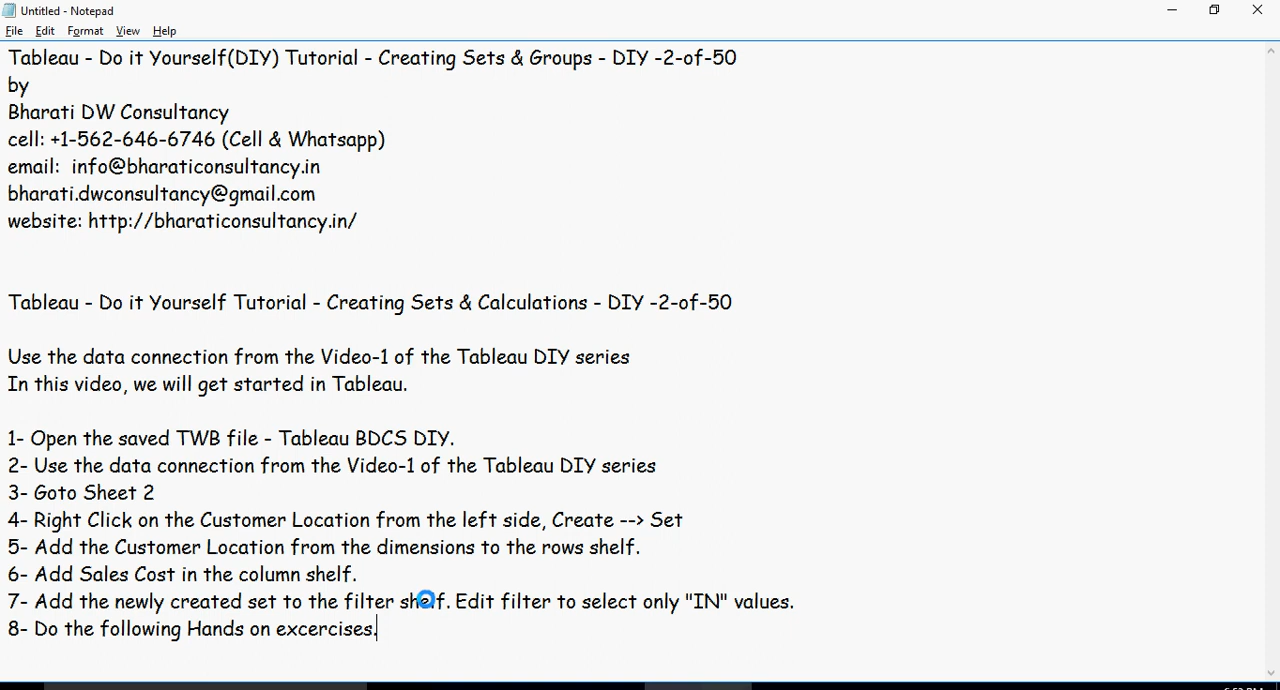 Untitled - Notepad
File Edit Format View Help
Tableau - Do it Yourself(DIY) Tutorial - Creating Sets & Groups - DIY -2-of-50
by
Bharati DW Consultancy
cell: +1-562-646-6746 (Cell & Whatsapp)
email:  info@bharaticonsultancy.in
bharati.dwconsultancy@gmail.com
website: http://bharaticonsultancy.in/
Tableau - Do it Yourself Tutorial - Creating Sets & Calculations - DIY -2-of-50
Use the data connection from the Video-1 of the Tableau DIY series
In this video, we will get started in Tableau.
1- Open the saved TWB file - Tableau BDCS DIY.
2- Use the data connection from the Video-1 of the Tableau DIY series
3- Goto Sheet 2
4- Right Click on the Customer Location from the left side, Create --> Set
5- Add the Customer Location from the dimensions to the rows shelf.
6- Add Sales Cost in the column shelf.
7- Add the newly created set to the filter shelf. Edit filter to select only "IN" values.
8- Do the following Hands on excercises.